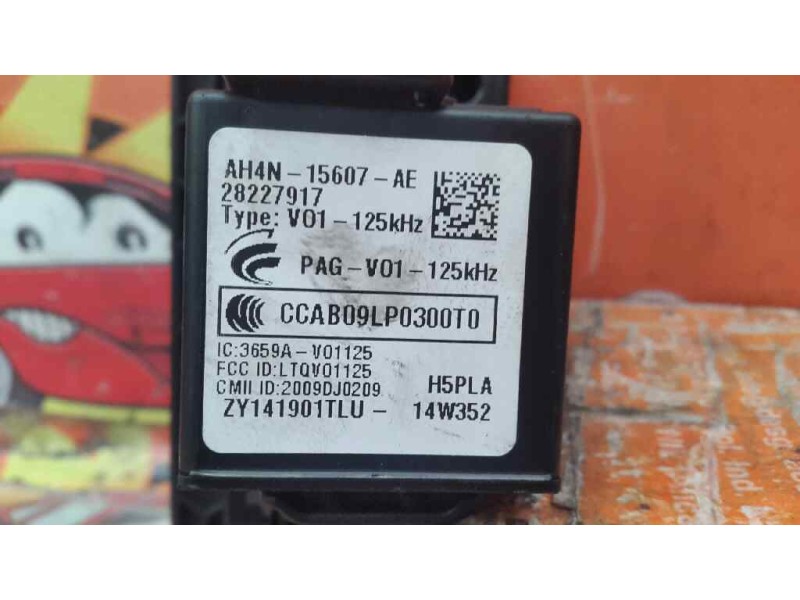 AH4N-15607-AE
28227917
Type: V01-125kHz
PAG-V01-125kHz
CCAB09LP0300T0
IC:3659A-V01125
FCC ID:LTQV01125
CMII ID:2009DJ0209
H5PLA
ZY141901TLU- 14W352